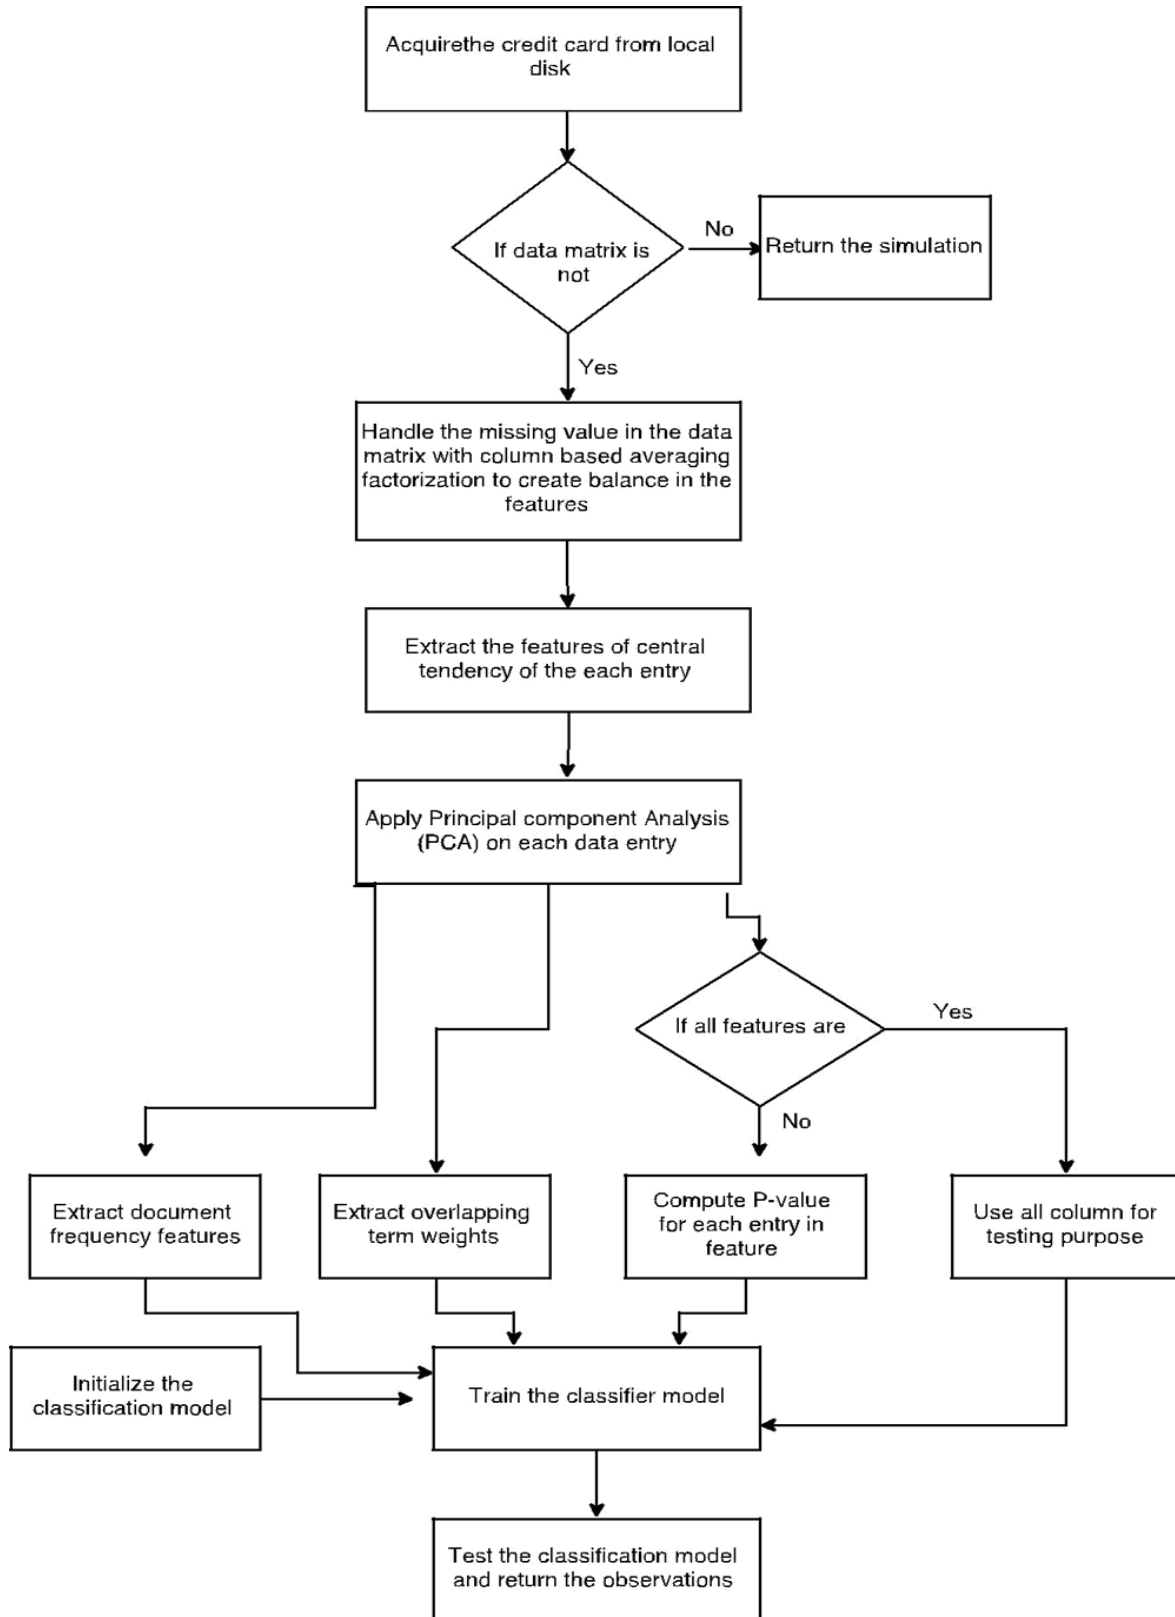 Acquirethe credit card from local
disk
If data matrix is
not
No
Return the simulation
Yes
Handle the missing value in the data
matrix with column based averaging
factorization to create balance in the
features
Extract the features of central
tendency of the each entry
Apply Principal component Analysis
(PCA) on each data entry
If all features are
Yes
No
Extract document
frequency features
Extract overlapping
term weights
Compute P-value
for each entry in
feature
Use all column for
testing purpose
Initialize the
classification model
Train the classifier model
Test the classification model
and return the observations